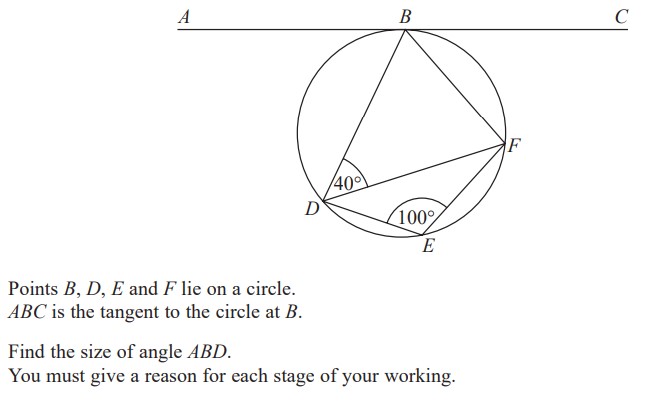 A B C
F
40°
D
100°
E
Points B, D, E and F lie on a circle.
ABC is the tangent to the circle at B.
Find the size of angle ABD.
You must give a reason for each stage of your working.